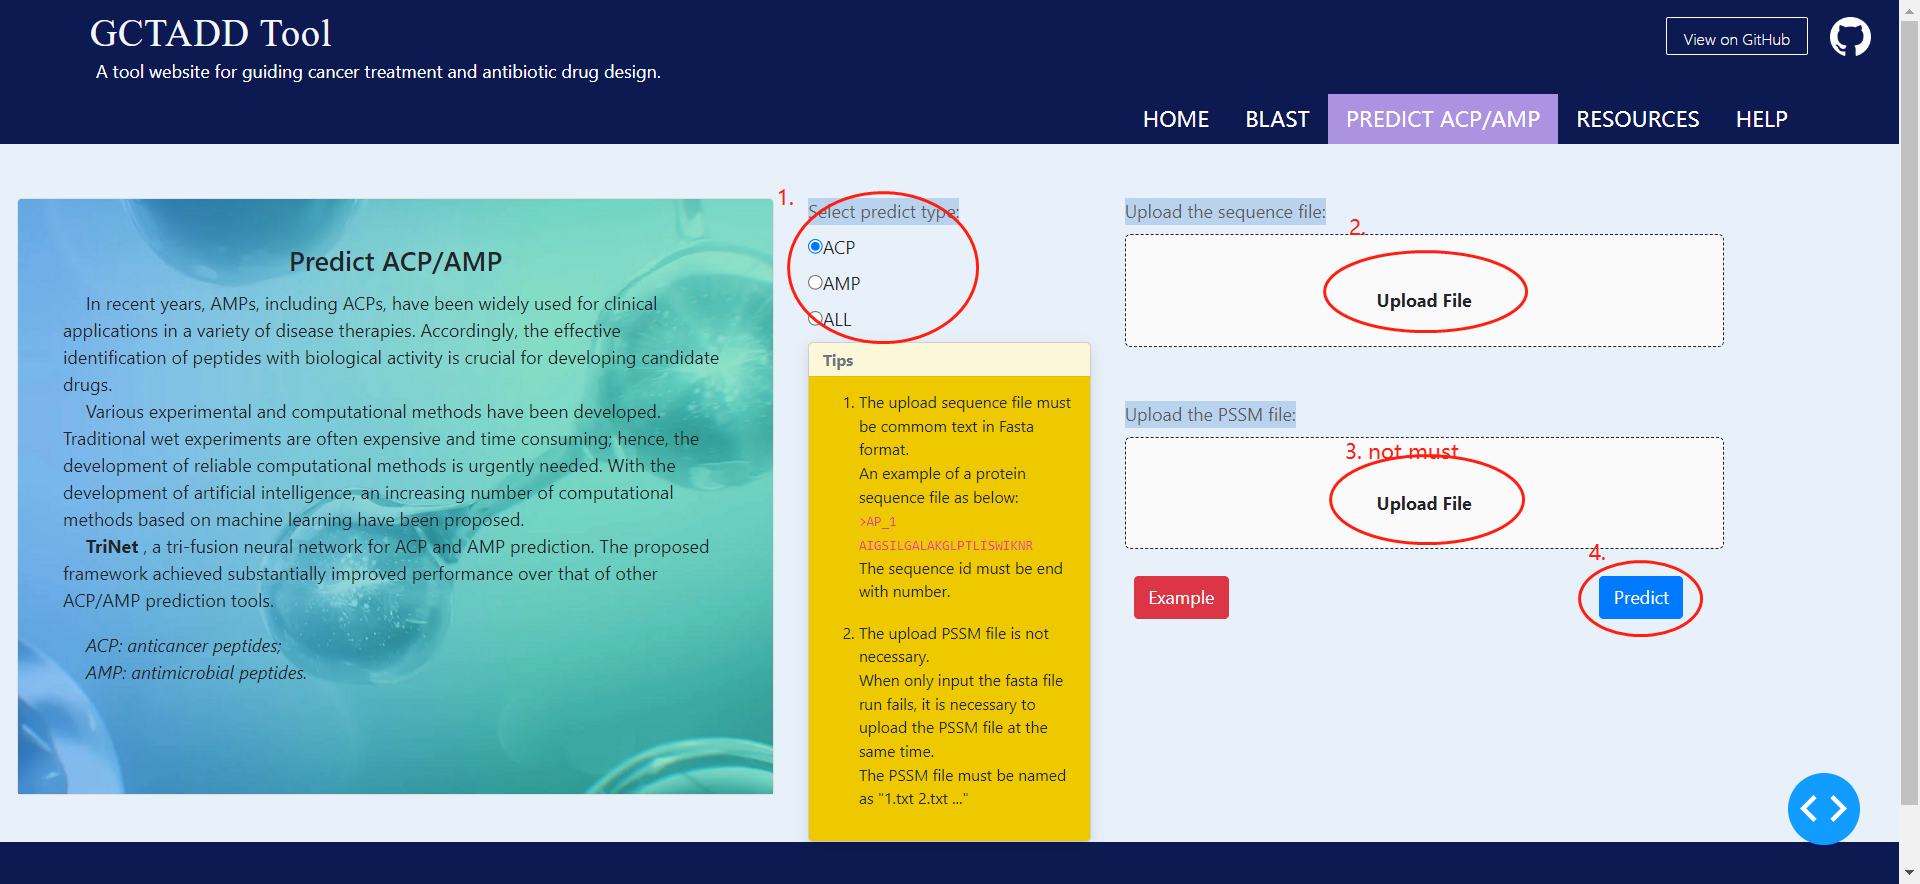 GCTADD Tool
A tool website for guiding cancer treatment and antibiotic drug design.
View on GitHub
HOME BLAST PREDICT ACP/AMP RESOURCES HELP
Predict ACP/AMP
In recent years, AMPs, including ACPs, have been widely used for clinical
applications in a variety of disease therapies. Accordingly, the effective
identification of peptides with biological activity is crucial for developing candidate
drugs.
Various experimental and computational methods have been developed.
Traditional wet experiments are often expensive and time consuming; hence, the
development of reliable computational methods is urgently needed. With the
development of artificial intelligence, an increasing number of computational
methods based on machine learning have been proposed.
TriNet , a tri-fusion neural network for ACP and AMP prediction. The proposed
framework achieved substantially improved performance over that of other
ACP/AMP prediction tools.
ACP: anticancer peptides;
AMP: antimicrobial peptides.
1.
Select predict type:
ACP
AMP
ALL
Tips
1. The upload sequence file must
be commom text in Fasta
format.
An example of a protein
sequence file as below:
>AP_1
AIGSILGALAKGLPTLISWIKNR
The sequence id must be end
with number.
2. The upload PSSM file is not
necessary.
When only input the fasta file
run fails, it is necessary to
upload the PSSM file at the
same time.
The PSSM file must be named
as "1.txt 2.txt ..."
Upload the sequence file:
2.
Upload File
Upload the PSSM file:
3. not must
Upload File
4.
Example
Predict